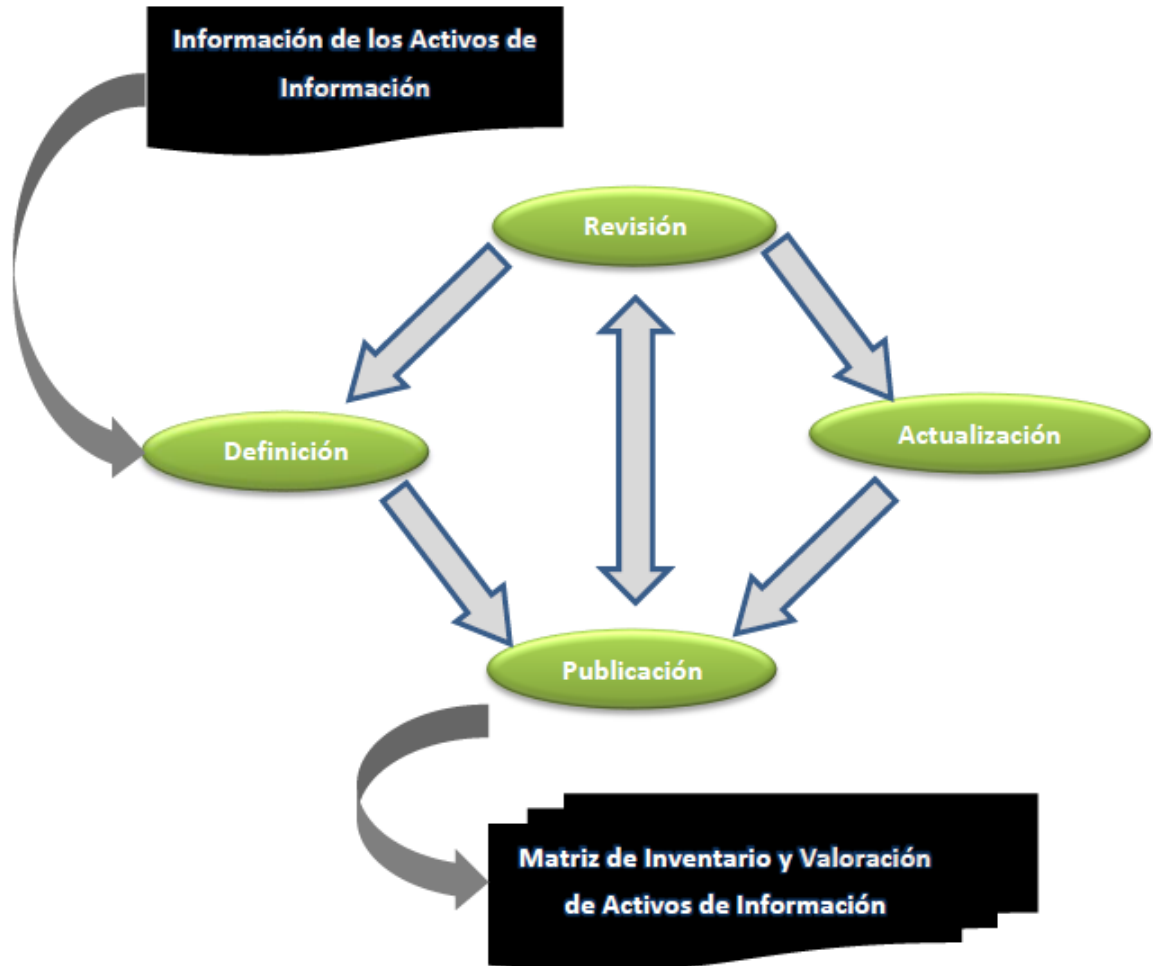 Información de los Activos de
Información
Revisión
Definición
Actualización
Publicación
Matriz de Inventario y Valoración
de Activos de Información